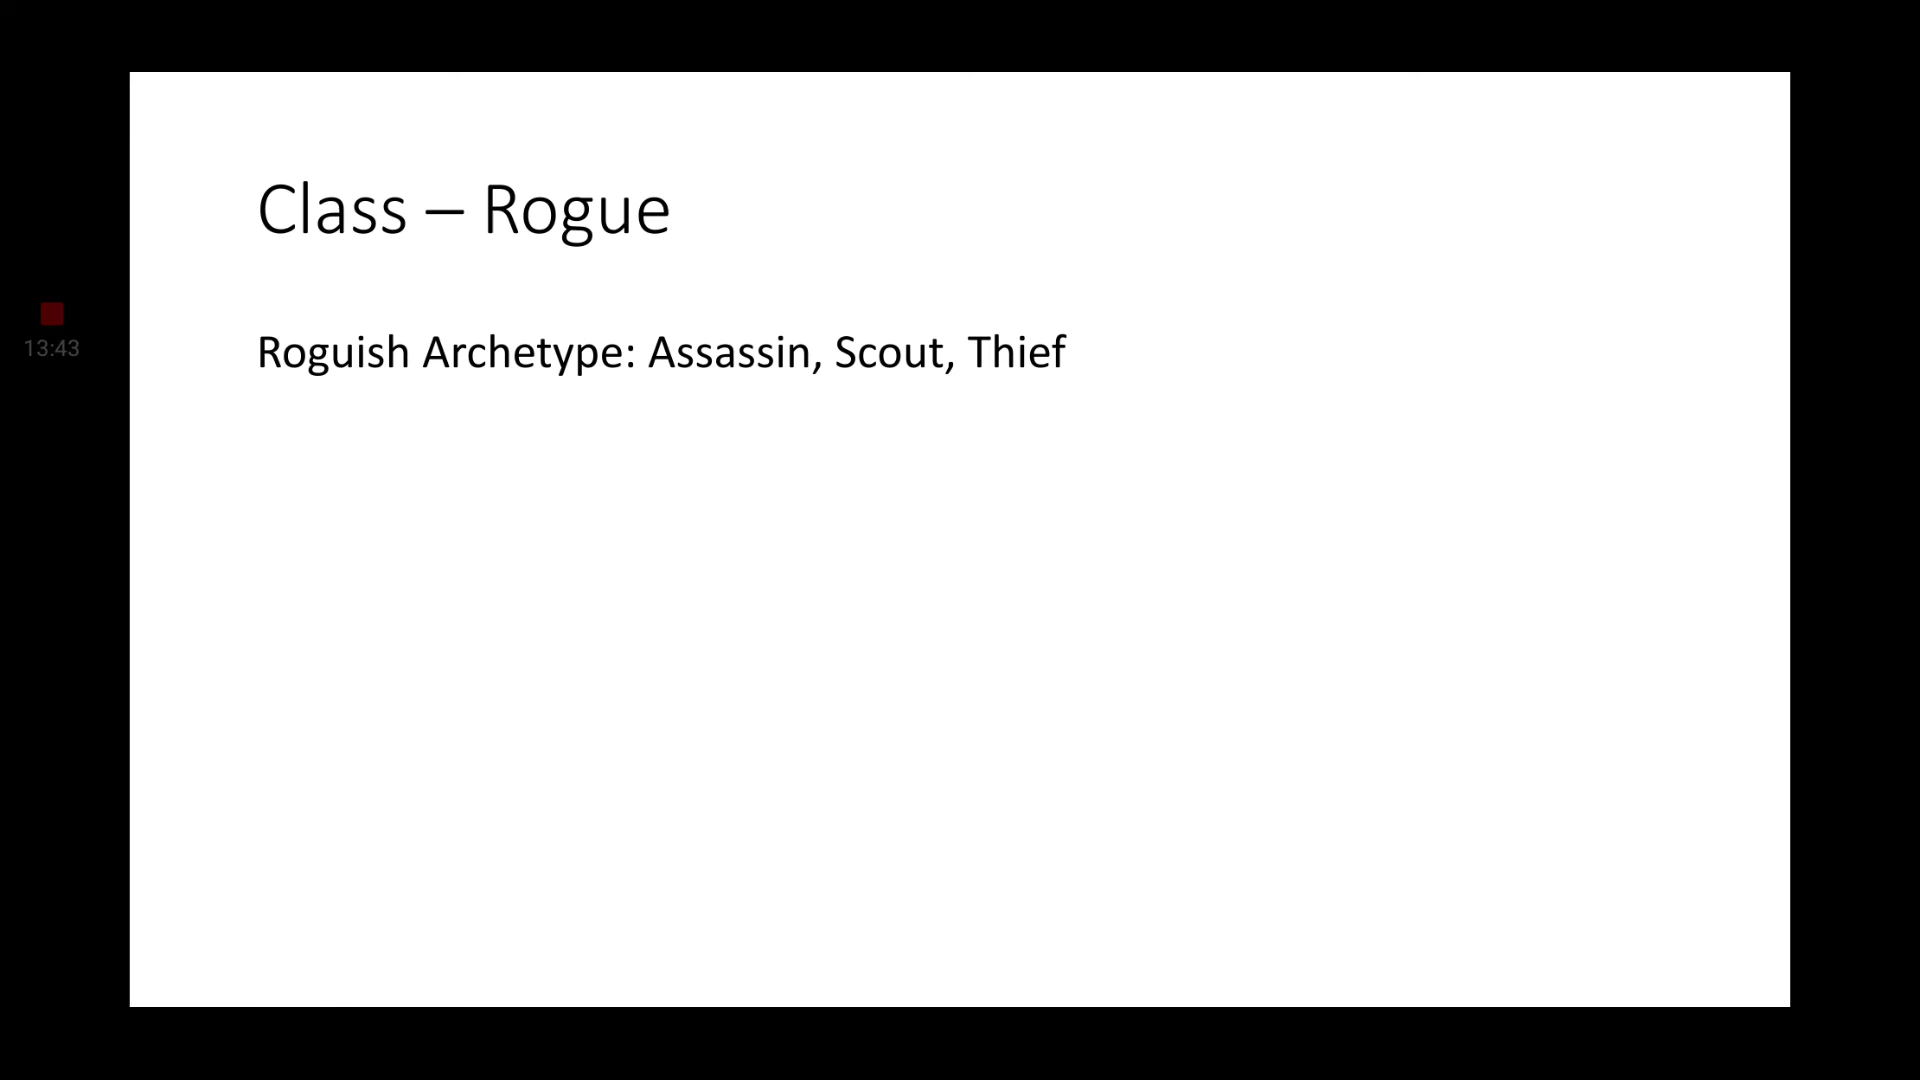 Class – Rogue
13:43
Roguish Archetype: Assassin, Scout, Thief